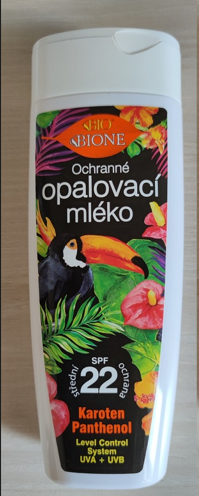 BIO
BIONE
Ochranné
opalovací
mléko
SPF
střední 22 ochrana
Karoten
Panthenol
Level Control
System
UVA + UVB